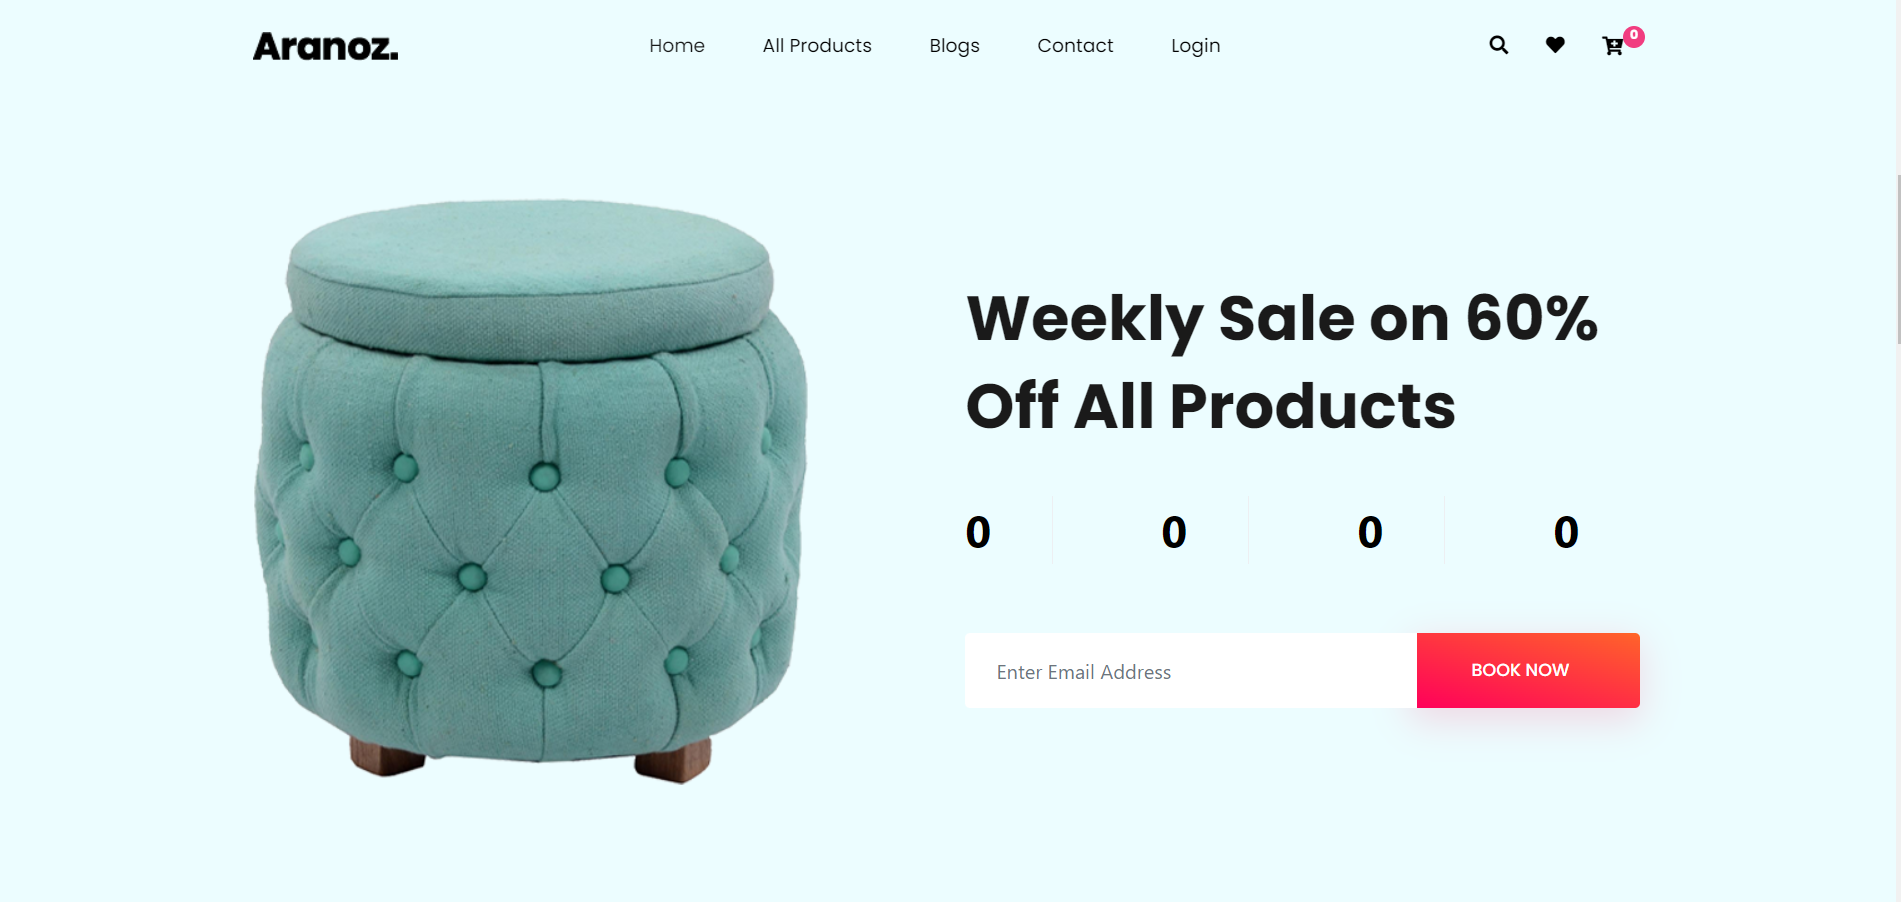 Aranoz.
Home All Products Blogs Contact Login
0
Weekly Sale on 60%
Off All Products
0 0 0 0
Enter Email Address BOOK NOW